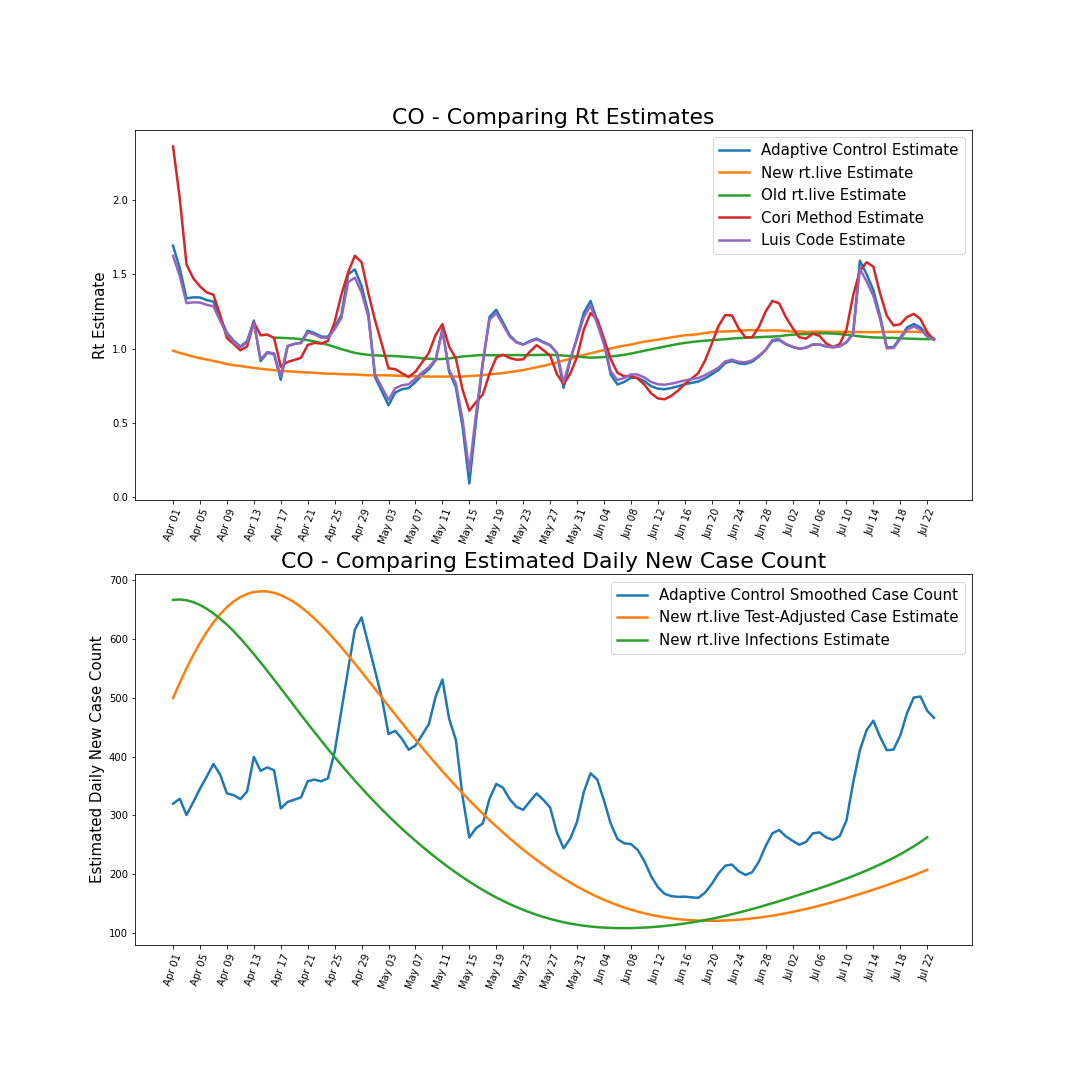 CO - Comparing Rt Estimates
Rt Estimate
2.0
1.5
1.0
0.5
0.0
Adaptive Control Estimate
New rt.live Estimate
Old rt.live Estimate
Cori Method Estimate
Luis Code Estimate
Apr 01
Apr 05
Apr 09
Apr 13
Apr 17
Apr 21
Apr 25
Apr 29
May 03
May 07
May 11
May 15
May 19
May 23
May 27
May 31
Jun 04
Jun 08
Jun 12
Jun 16
Jun 20
Jun 24
Jun 28
Jul 02
Jul 06
Jul 10
Jul 14
Jul 18
Jul 22
CO - Comparing Estimated Daily New Case Count
Estimated Daily New Case Count
700
600
500
400
300
200
100
Adaptive Control Smoothed Case Count
New rt.live Test-Adjusted Case Estimate
New rt.live Infections Estimate
Apr 01
Apr 05
Apr 09
Apr 13
Apr 17
Apr 21
Apr 25
Apr 29
May 03
May 07
May 11
May 15
May 19
May 23
May 27
May 31
Jun 04
Jun 08
Jun 12
Jun 16
Jun 20
Jun 24
Jun 28
Jul 02
Jul 06
Jul 10
Jul 14
Jul 18
Jul 22